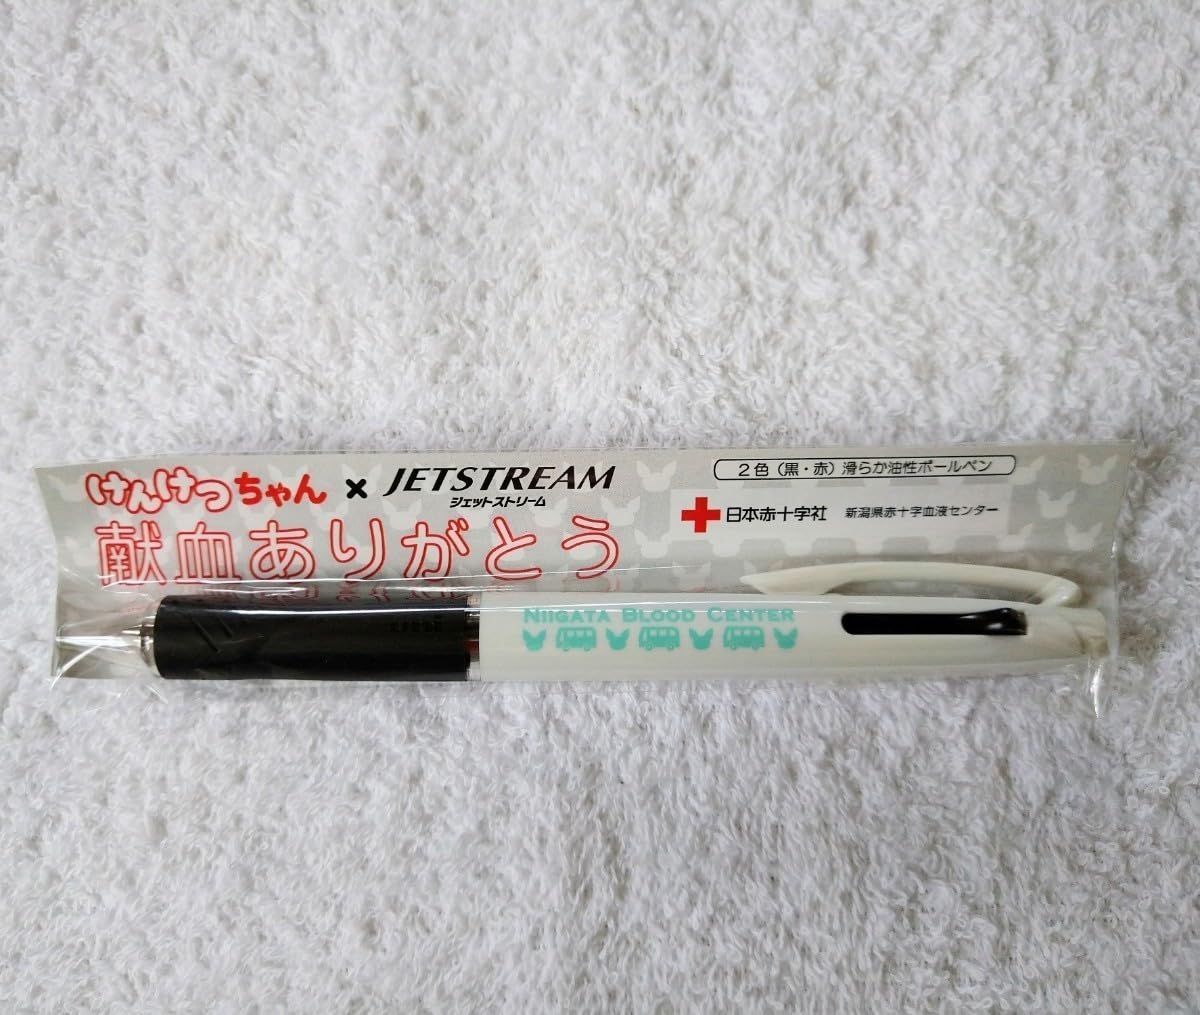 けんけつちゃん × JETSTREAM
ジェットストリーム
献血ありがとう
2色（黒・赤）滑らか油性ボールペン
日本赤十字社 新潟県赤十字血液センター
NIIGATA BLOOD CENTER